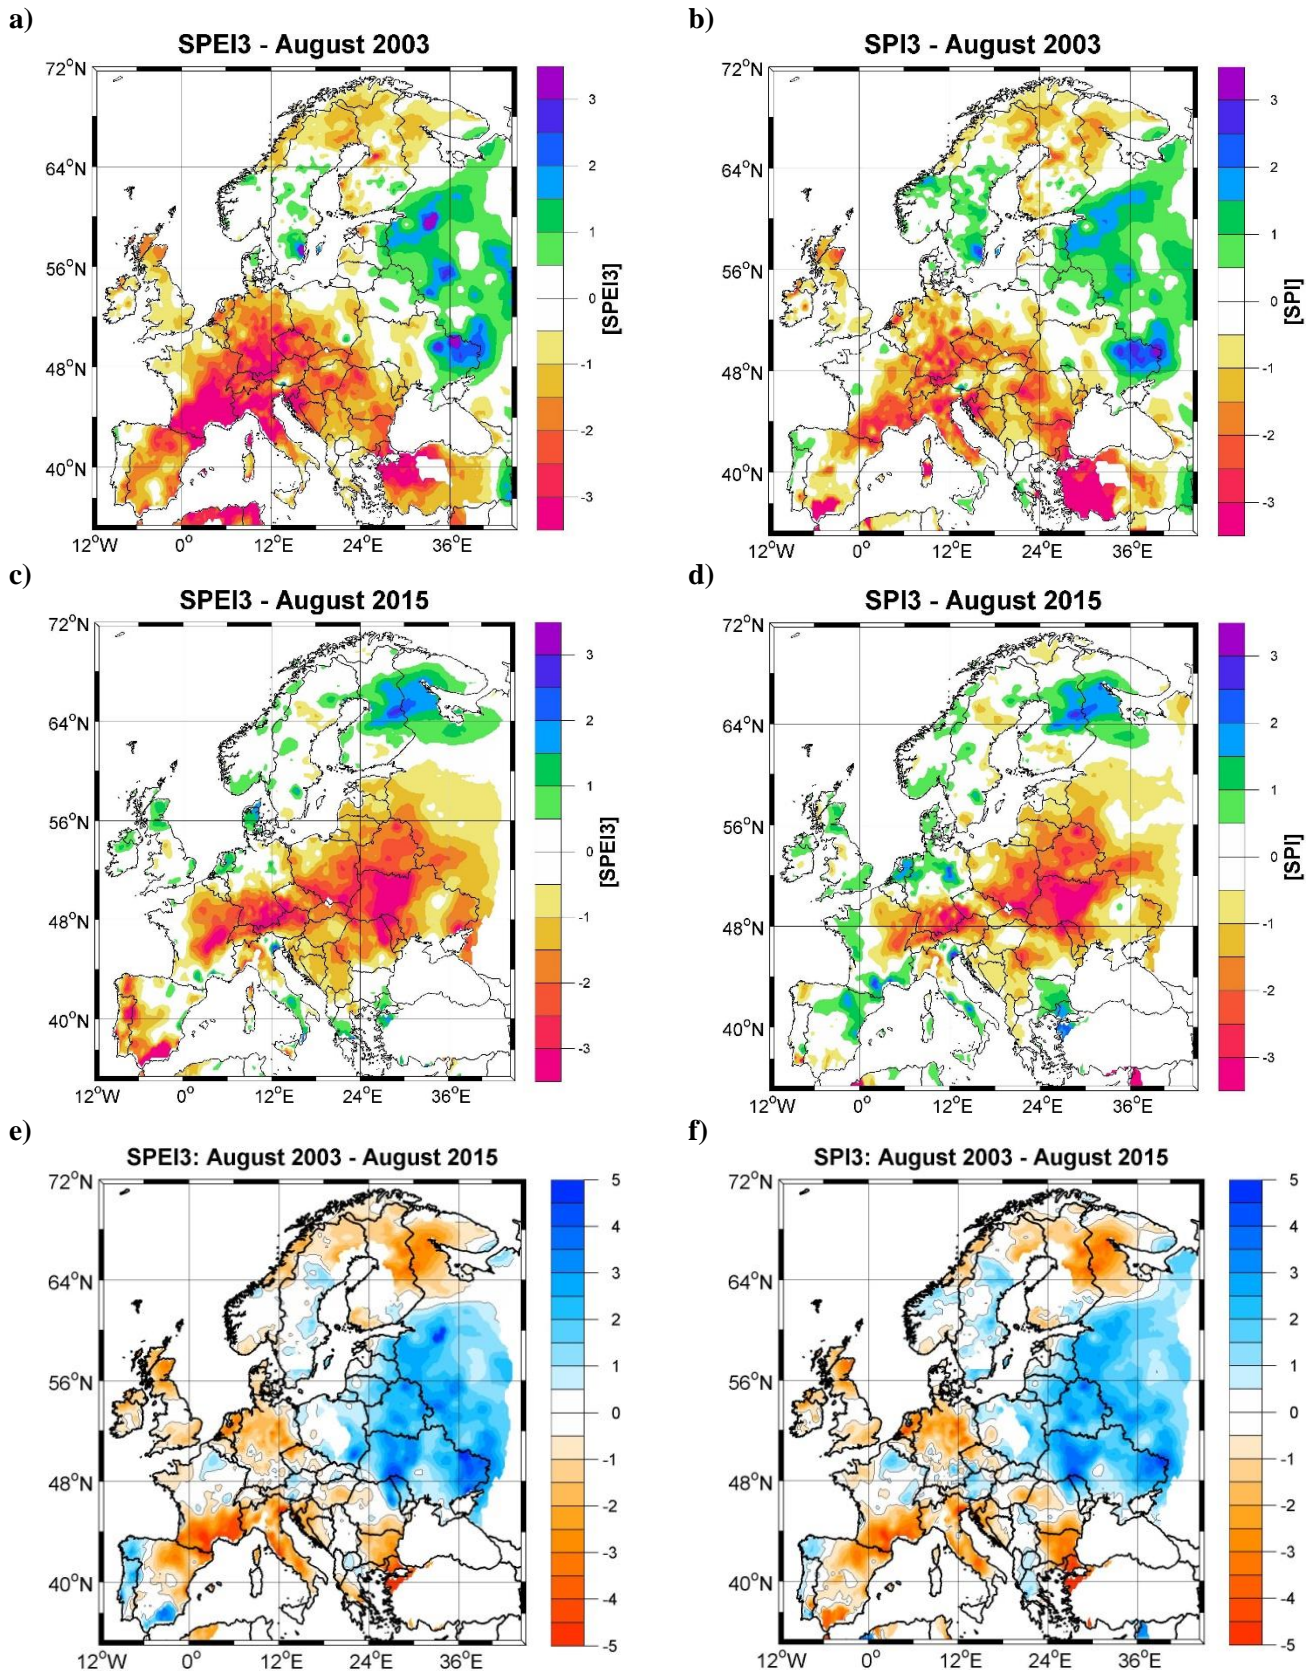 a)
SPEI3 - August 2003
72°N
64°N
56°N
48°N
40°N
12°W 0° 12°E 24°E 36°E
3
2
1
0
-1
-2
-3
[SPEI3]
b)
SPI3 - August 2003
72°N
64°N
56°N
48°N
40°N
12°W 0° 12°E 24°E 36°E
3
2
1
0
-1
-2
-3
[SPI]
c)
SPEI3 - August 2015
72°N
64°N
56°N
48°N
40°N
12°W 0° 12°E 24°E 36°E
3
2
1
0
-1
-2
-3
[SPEI3]
d)
SPI3 - August 2015
72°N
64°N
56°N
48°N
40°N
12°W 0° 12°E 24°E 36°E
3
2
1
0
-1
-2
-3
[SPI]
e)
SPEI3: August 2003 - August 2015
72°N
64°N
56°N
48°N
40°N
12°W 0° 12°E 24°E 36°E
5
4
3
2
1
0
-1
-2
-3
-4
-5
f)
SPI3: August 2003 - August 2015
72°N
64°N
56°N
48°N
40°N
12°W 0° 12°E 24°E 36°E
5
4
3
2
1
0
-1
-2
-3
-4
-5